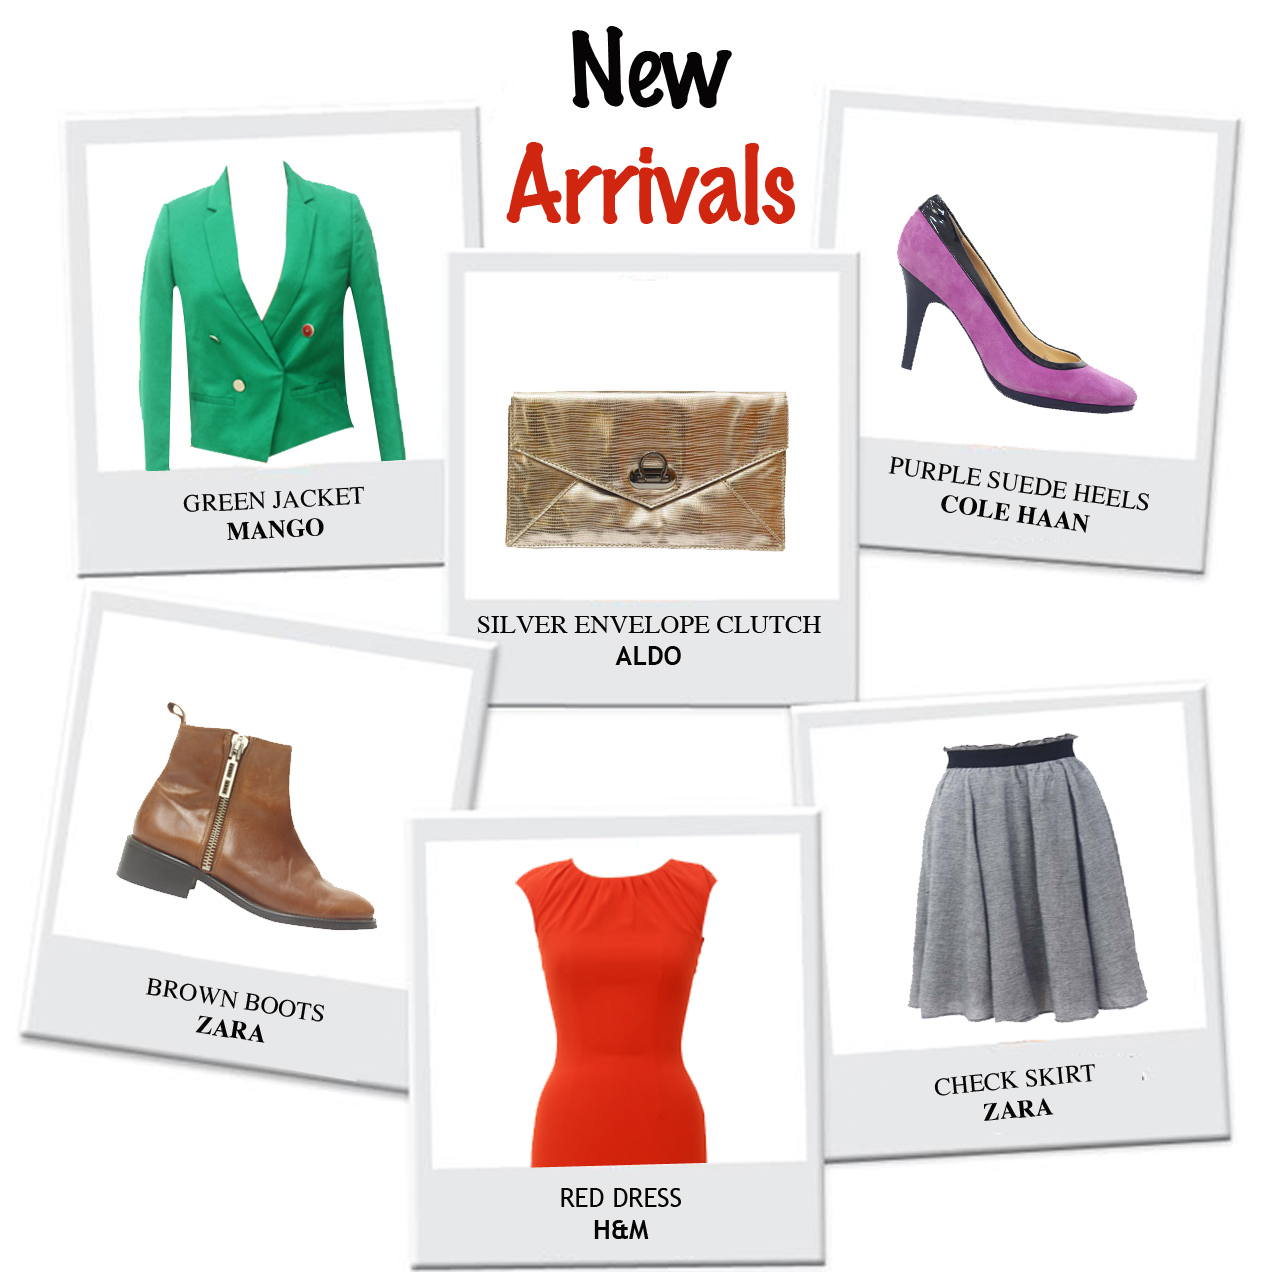 New
Arrivals
GREEN JACKET
MANGO
PURPLE SUEDE HEELS
COLE HAAN
SILVER ENVELOPE CLUTCH
ALDO
BROWN BOOTS
ZARA
CHECK SKIRT
ZARA
RED DRESS
H&M